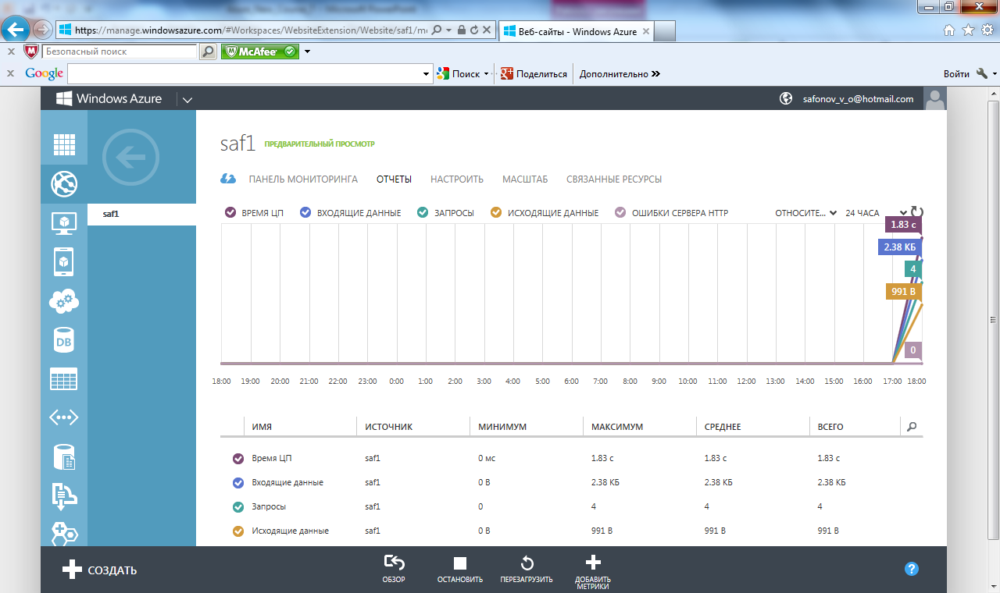 https://manage.windowsazure.com/#Workspaces/WebsiteExtension/Website/saf1/m
Веб-сайты - Windows Azure
Безопасный поиск
McAfee
Google
Поиск
Поделиться
Дополнительно
Войти
Windows Azure
safonov_v_o@hotmail.com
saf1 ПРЕДВАРИТЕЛЬНЫЙ ПРОСМОТР
ПАНЕЛЬ МОНИТОРИНГА ОТЧЕТЫ НАСТРОИТЬ МАСШТАБ СВЯЗАННЫЕ РЕСУРСЫ
saf1
ВРЕМЯ ЦП ВХОДЯЩИЕ ДАННЫЕ ЗАПРОСЫ ИСХОДЯЩИЕ ДАННЫЕ ОШИБКИ СЕРВЕРА HTTP ОТНОСИТЕ... 24 ЧАСА
1.83 с
2.38 КБ
4
991 B
0
18:00 19:00 20:00 21:00 22:00 23:00 0:00 1:00 2:00 3:00 4:00 5:00 6:00 7:00 8:00 9:00 10:00 11:00 12:00 13:00 14:00 15:00 16:00 17:00 18:00
ИМЯ ИСТОЧНИК МИНИМУМ МАКСИМУМ СРЕДНЕЕ ВСЕГО
Время ЦП saf1 0 мс 1.83 с 1.83 с 1.83 с
Входящие данные saf1 0 B 2.38 КБ 2.38 КБ 2.38 КБ
Запросы saf1 0 4 4 4
Исходящие данные saf1 0 B 991 B 991 B 991 B
DB
СОЗДАТЬ
ОБЗОР
ОСТАНОВИТЬ
ПЕРЕЗАГРУЗИТЬ
ДОБАВИТЬ
МЕТРИКИ
?